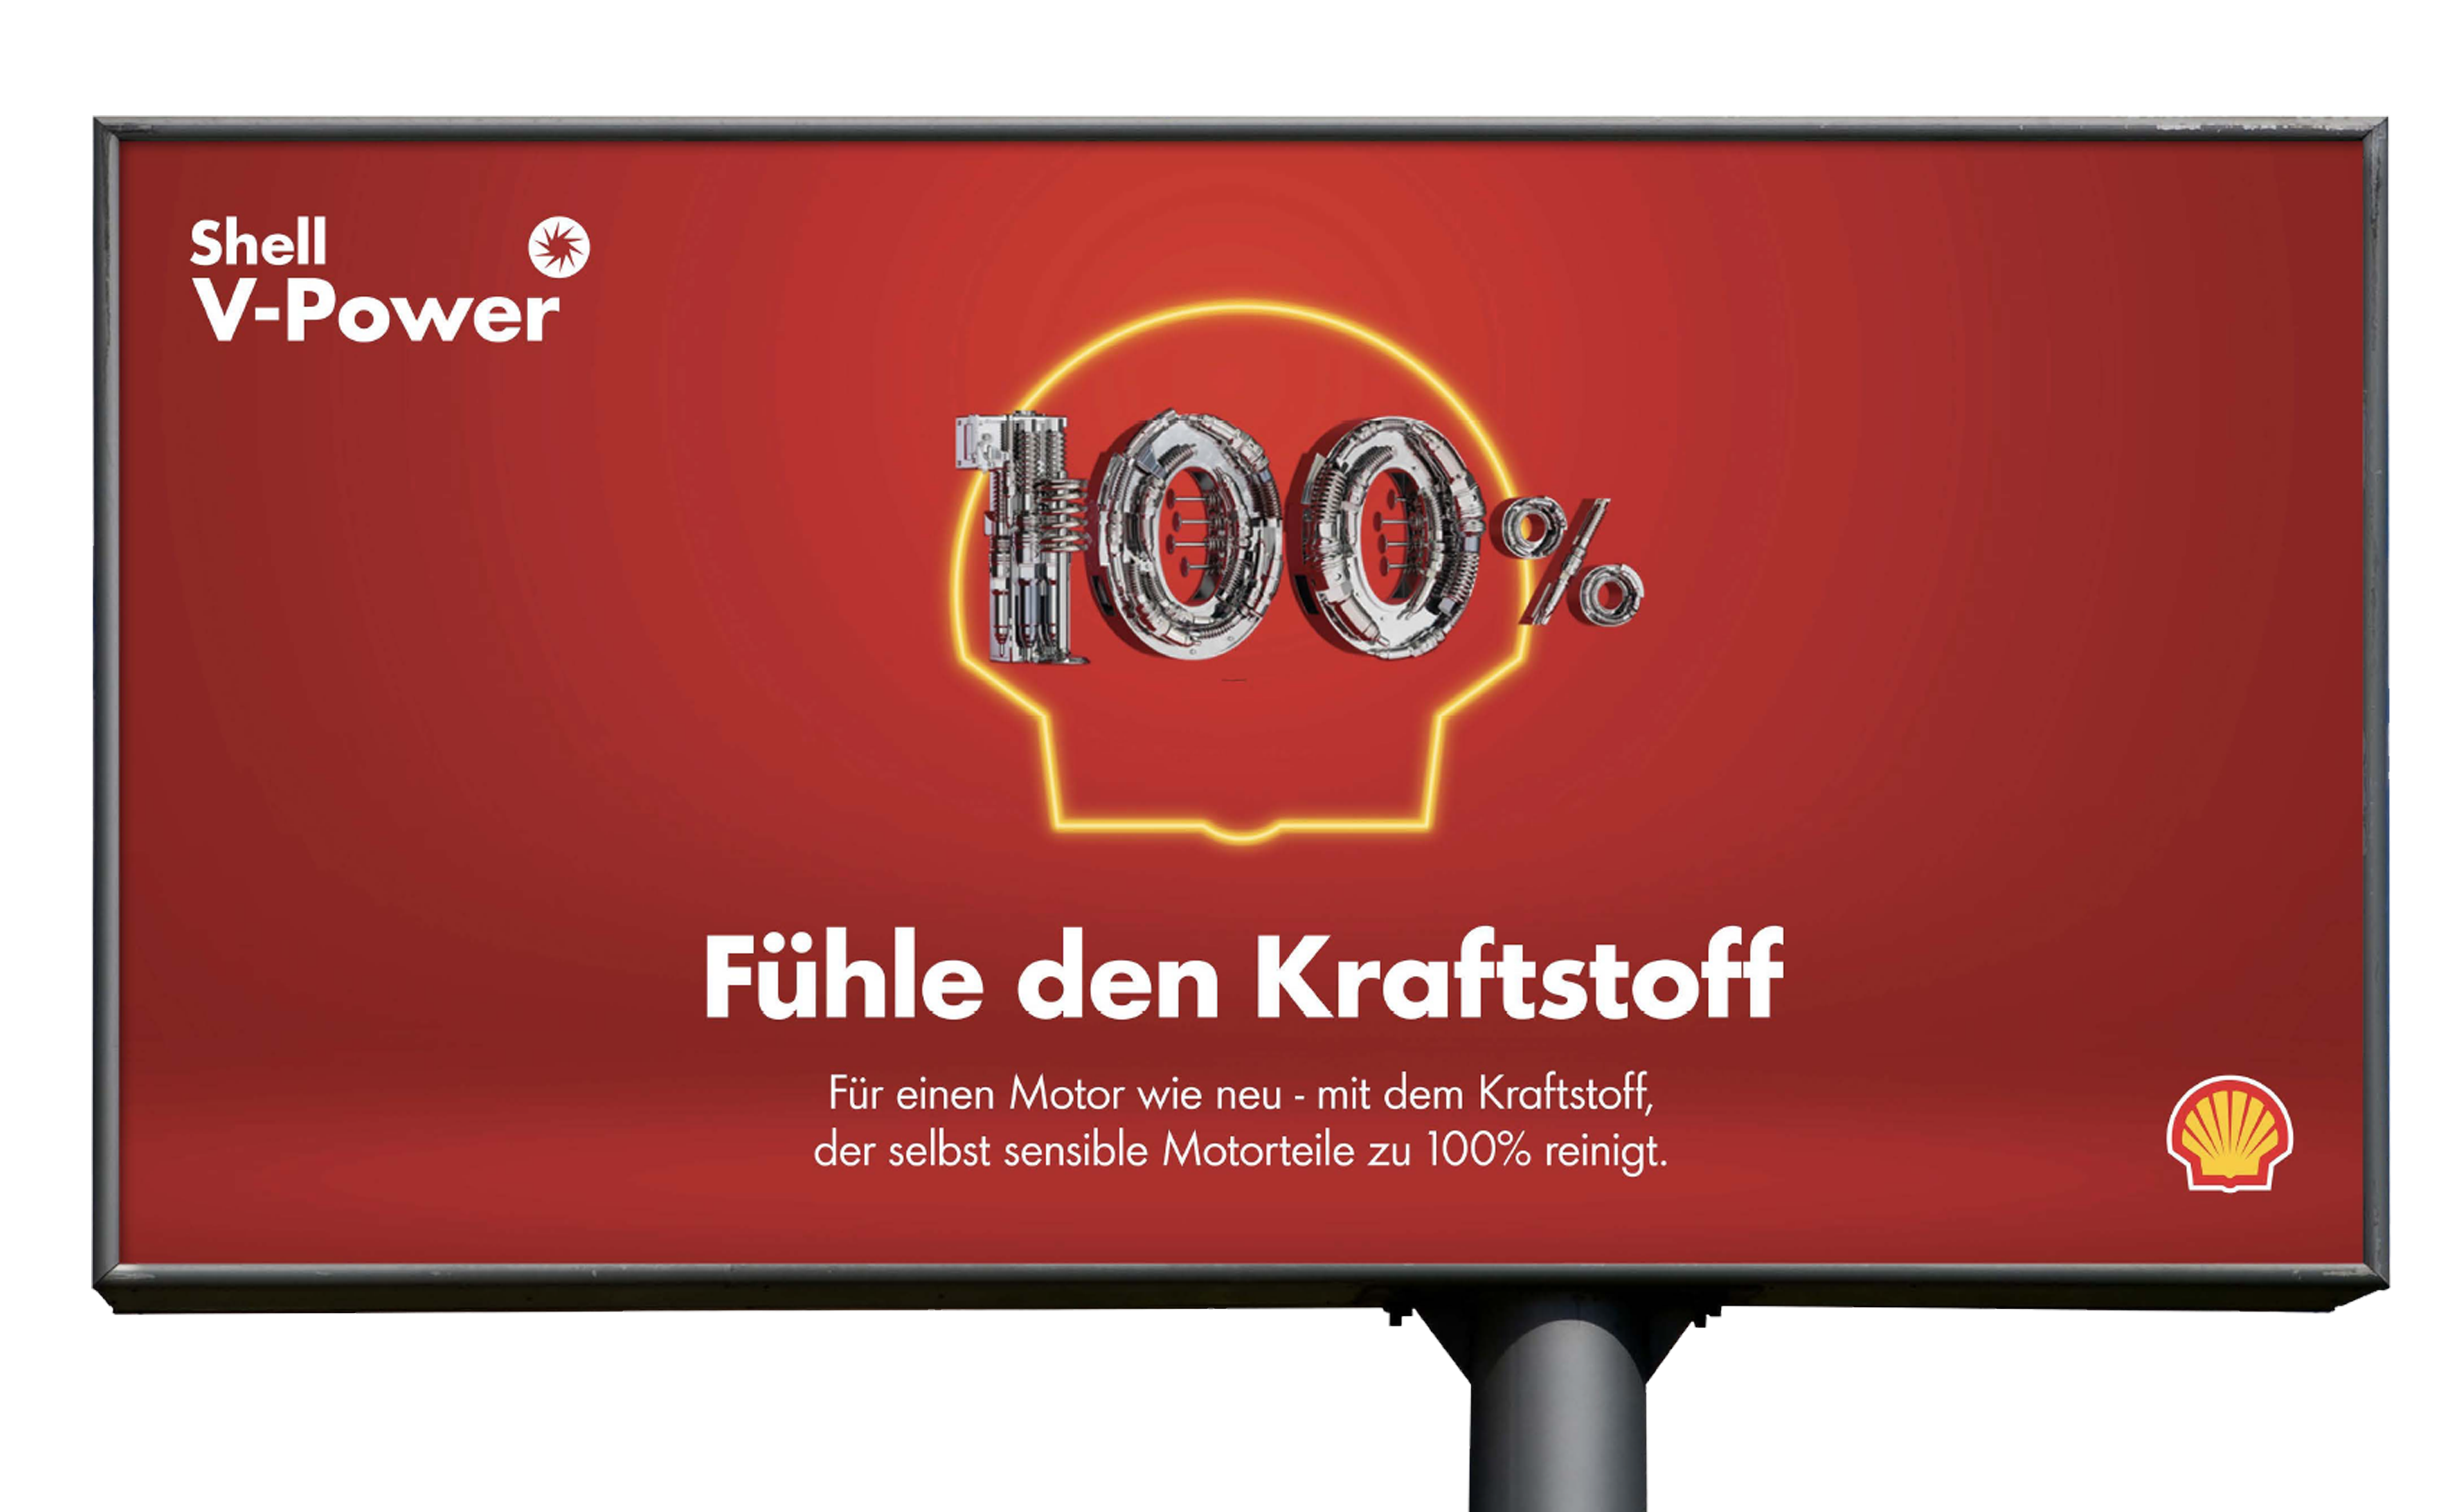 Shell
V-Power
100%
Fühle den Kraftstoff
Für einen Motor wie neu - mit dem Kraftstoff,
der selbst sensible Motorteile zu 100% reinigt.